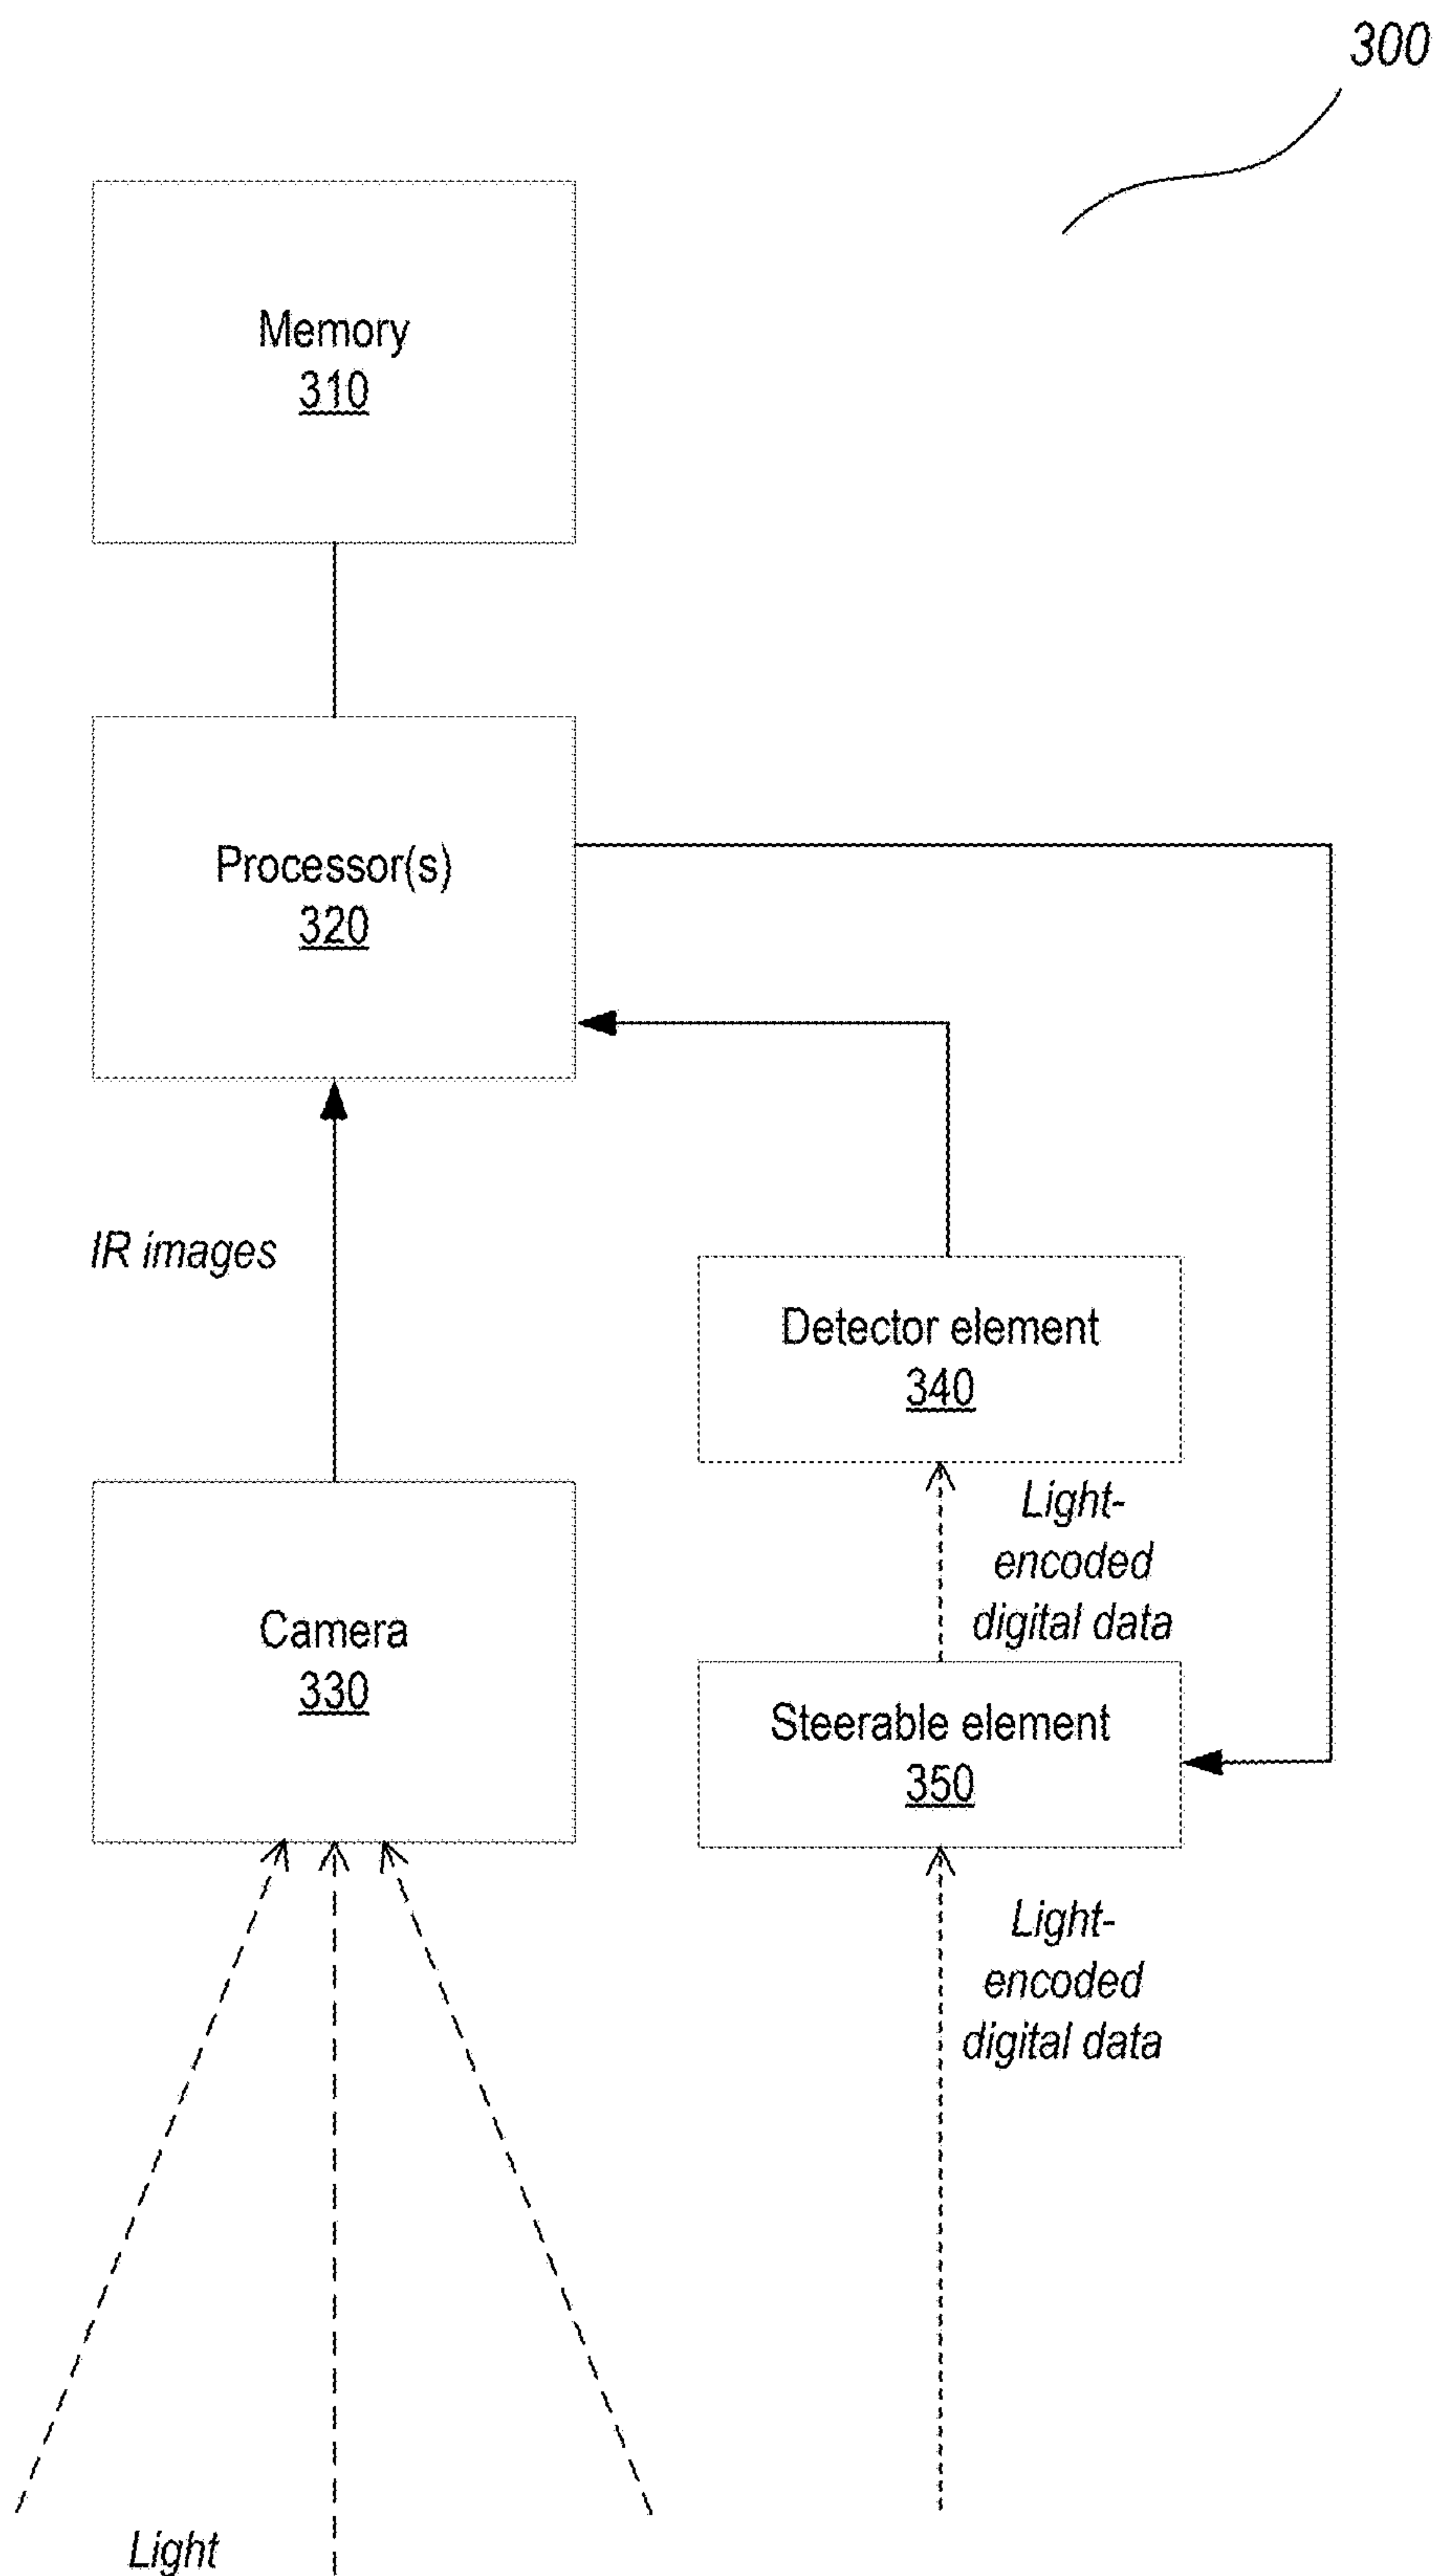 300
Memory
310
Processor(s)
320
IR images
Detector element
340
Light-
encoded
digital data
Camera
330
Steerable element
350
Light-
encoded
digital data
Light